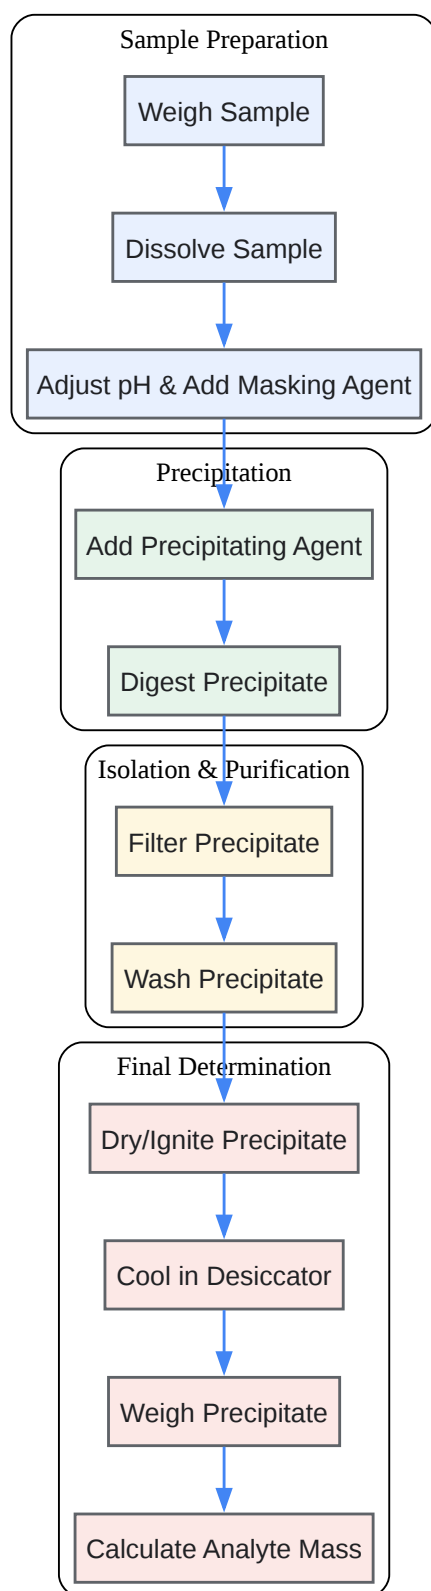 Sample Preparation
Weigh Sample
Dissolve Sample
Adjust pH & Add Masking Agent
Precipitation
Add Precipitating Agent
Digest Precipitate
Isolation & Purification
Filter Precipitate
Wash Precipitate
Final Determination
Dry/Ignite Precipitate
Cool in Desiccator
Weigh Precipitate
Calculate Analyte Mass